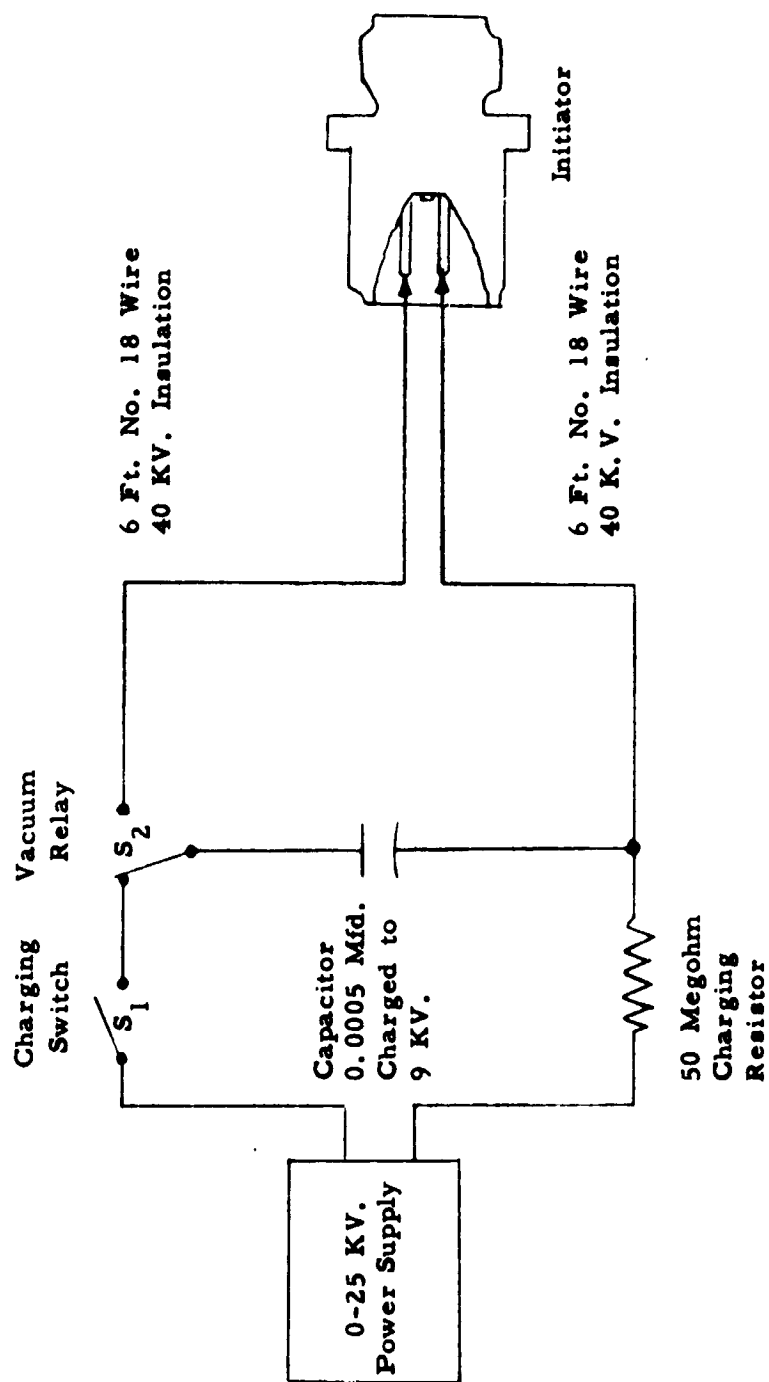 Charging
Switch
Vacuum
Relay
S1
S2
6 Ft. No. 18 Wire
40 KV. Insulation
0-25 KV.
Power Supply
Capacitor
0.0005 Mfd.
Charged to
9 KV.
Initiator
50 Megohm
Charging
Resistor
6 Ft. No. 18 Wire
40 K.V. Insulation